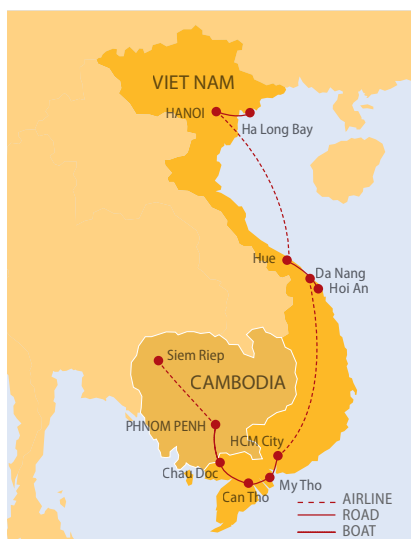 VIET NAM
HANOI
Ha Long Bay
Hue
Da Nang
Hoi An
Siem Riep
CAMBODIA
PHNOM PENH
HCM City
Chau Doc
My Tho
Can Tho
AIRLINE
ROAD
BOAT